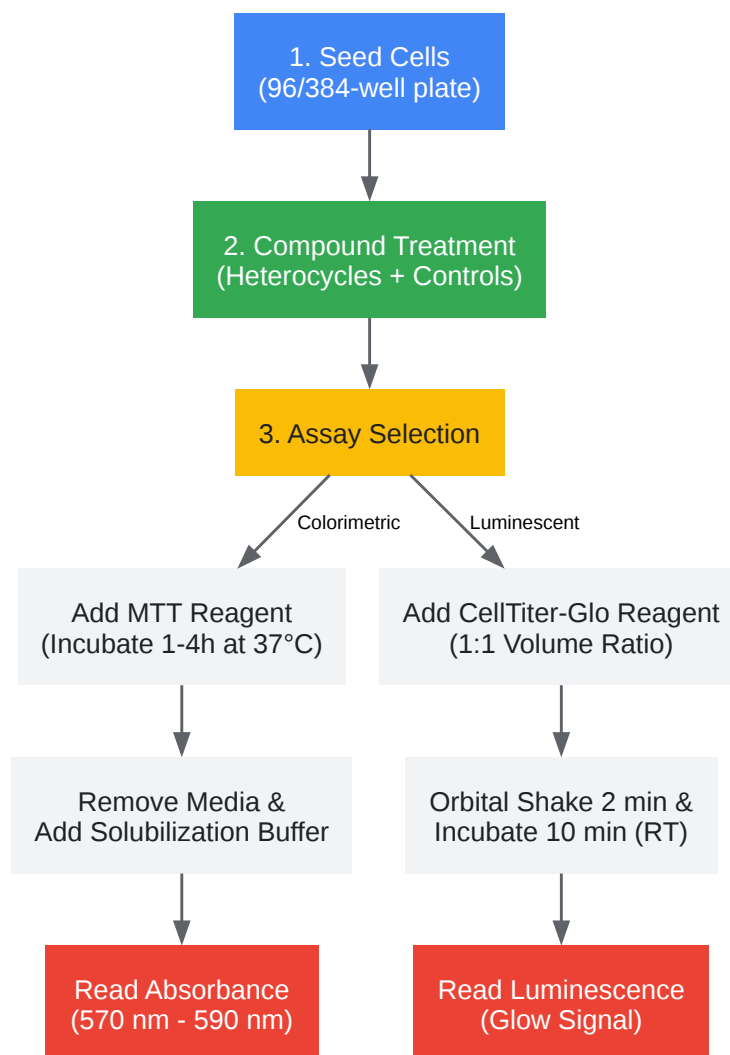 1. Seed Cells
(96/384-well plate)
2. Compound Treatment
(Heterocycles + Controls)
3. Assay Selection
Colorimetric
Luminescent
Add MTT Reagent
(Incubate 1-4h at 37°C)
Add CellTiter-Glo Reagent
(1:1 Volume Ratio)
Remove Media &
Add Solubilization Buffer
Orbital Shake 2 min &
Incubate 10 min (RT)
Read Absorbance
(570 nm - 590 nm)
Read Luminescence
(Glow Signal)